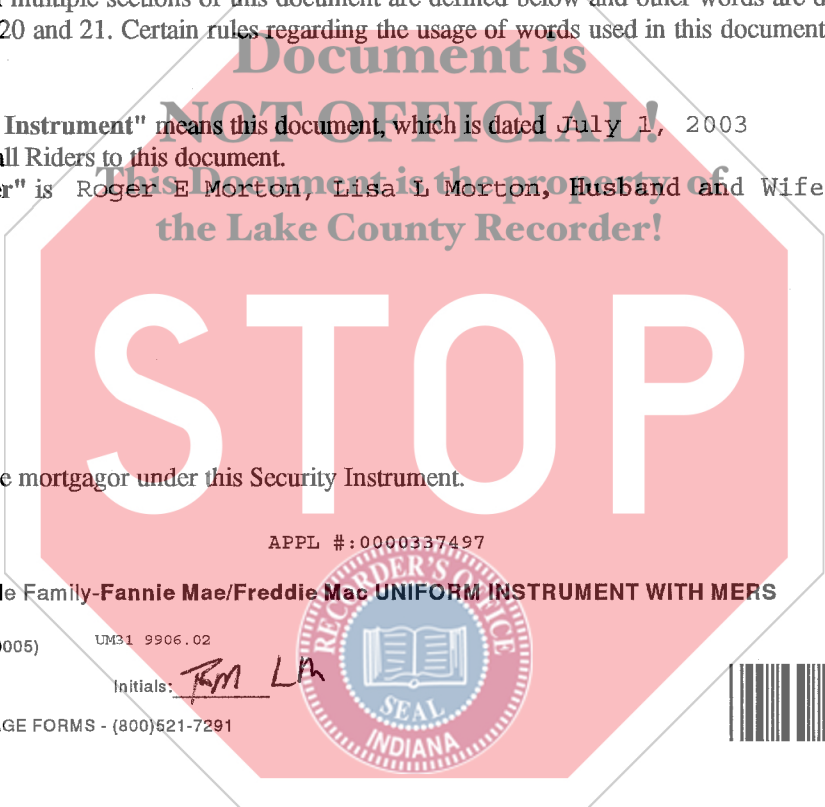 multiple sections of this document are defined below and other words are d
20 and 21. Certain rules regarding the usage of words used in this document
Document is
NOT OFFICIAL!
Instrument" means this document, which is dated July 1, 2003
all Riders to this document.
This Document is the property of
r" is Roger E Morton, Lisa L Morton, Husband and Wife
the Lake County Recorder!
STOP
e mortgagor under this Security Instrument.
APPL #:0000337497
le Family-Fannie Mae/Freddie Mac UNIFORM INSTRUMENT WITH MERS
0005) UM31 9906.02
Initials: RM LM
GE FORMS - (800)521-7291
RECORDER'S OFFICE
SEAL
INDIANA